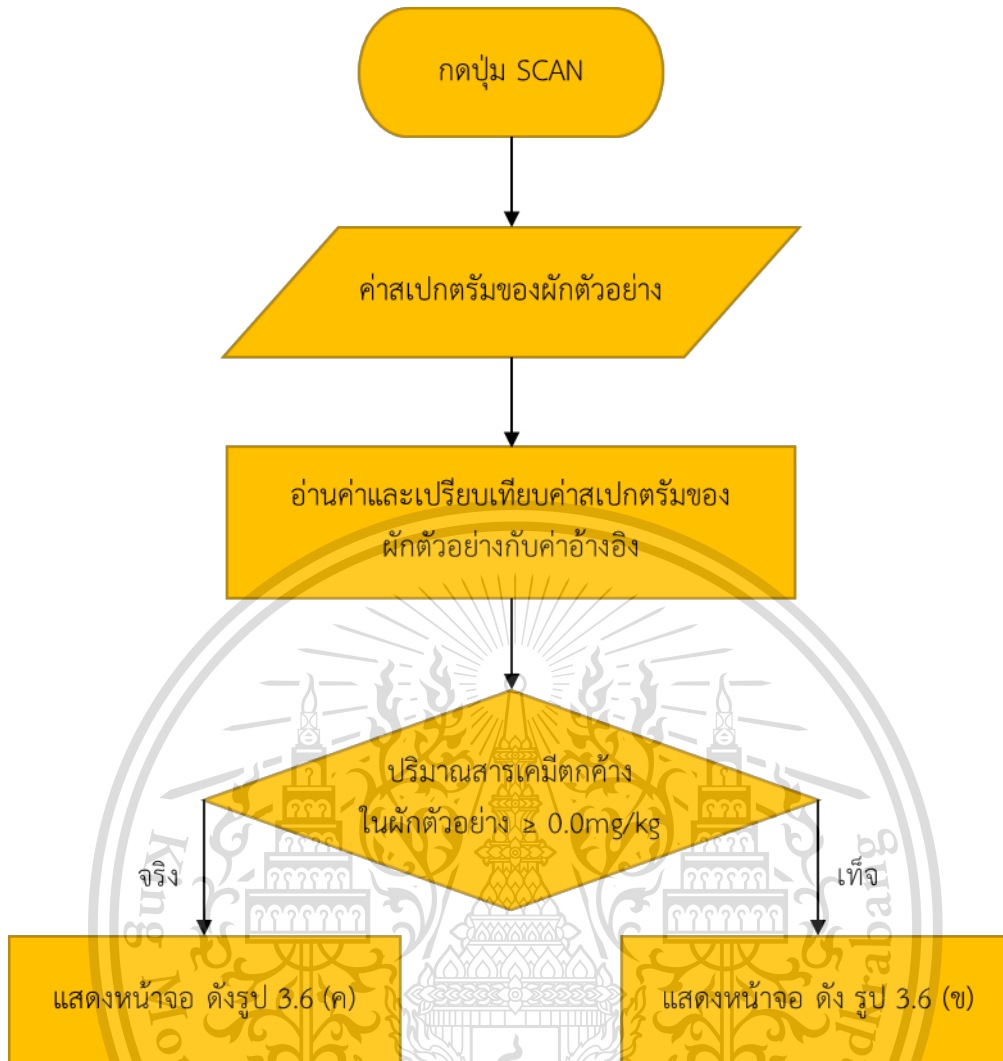 กดปุ่ม SCAN
ค่าสเปกตรัมของผักตัวอย่าง
อ่านค่าและเปรียบเทียบค่าสเปกตรัมของ
ผักตัวอย่างกับค่าอ้างอิง
ปริมาณสารเคมีตกค้าง
ในผักตัวอย่าง ≥ 0.0mg/kg
จริง
เท็จ
แสดงหน้าจอ ดังรูป 3.6 (ค)
แสดงหน้าจอ ดัง รูป 3.6 (ข)
King Mo
drabang